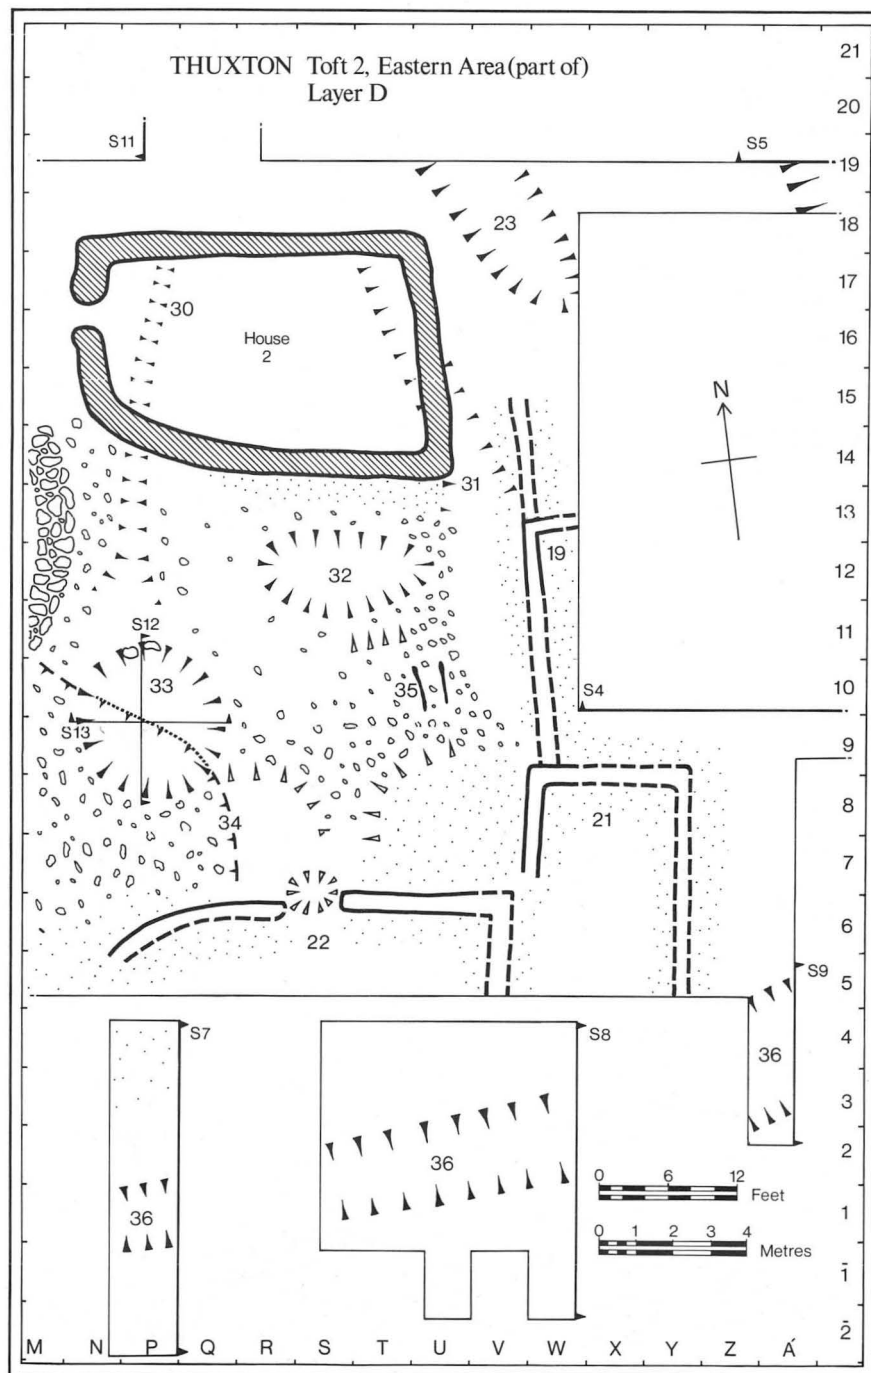 THUXTON Toft 2, Eastern Area (part of)
Layer D
21
20
S11
S5
19
23
18
30
17
House
2
16
N
15
14
31
13
19
32
12
S12
11
33
35
S4
10
S13
9
34
21
8
7
22
6
S9
5
S7
S8
4
36
3
36
2
0 6 12
Feet
36
1
0 1 2 3 4
Metres
1̄
2̄
M N P Q R S T U V W X Y Z Á